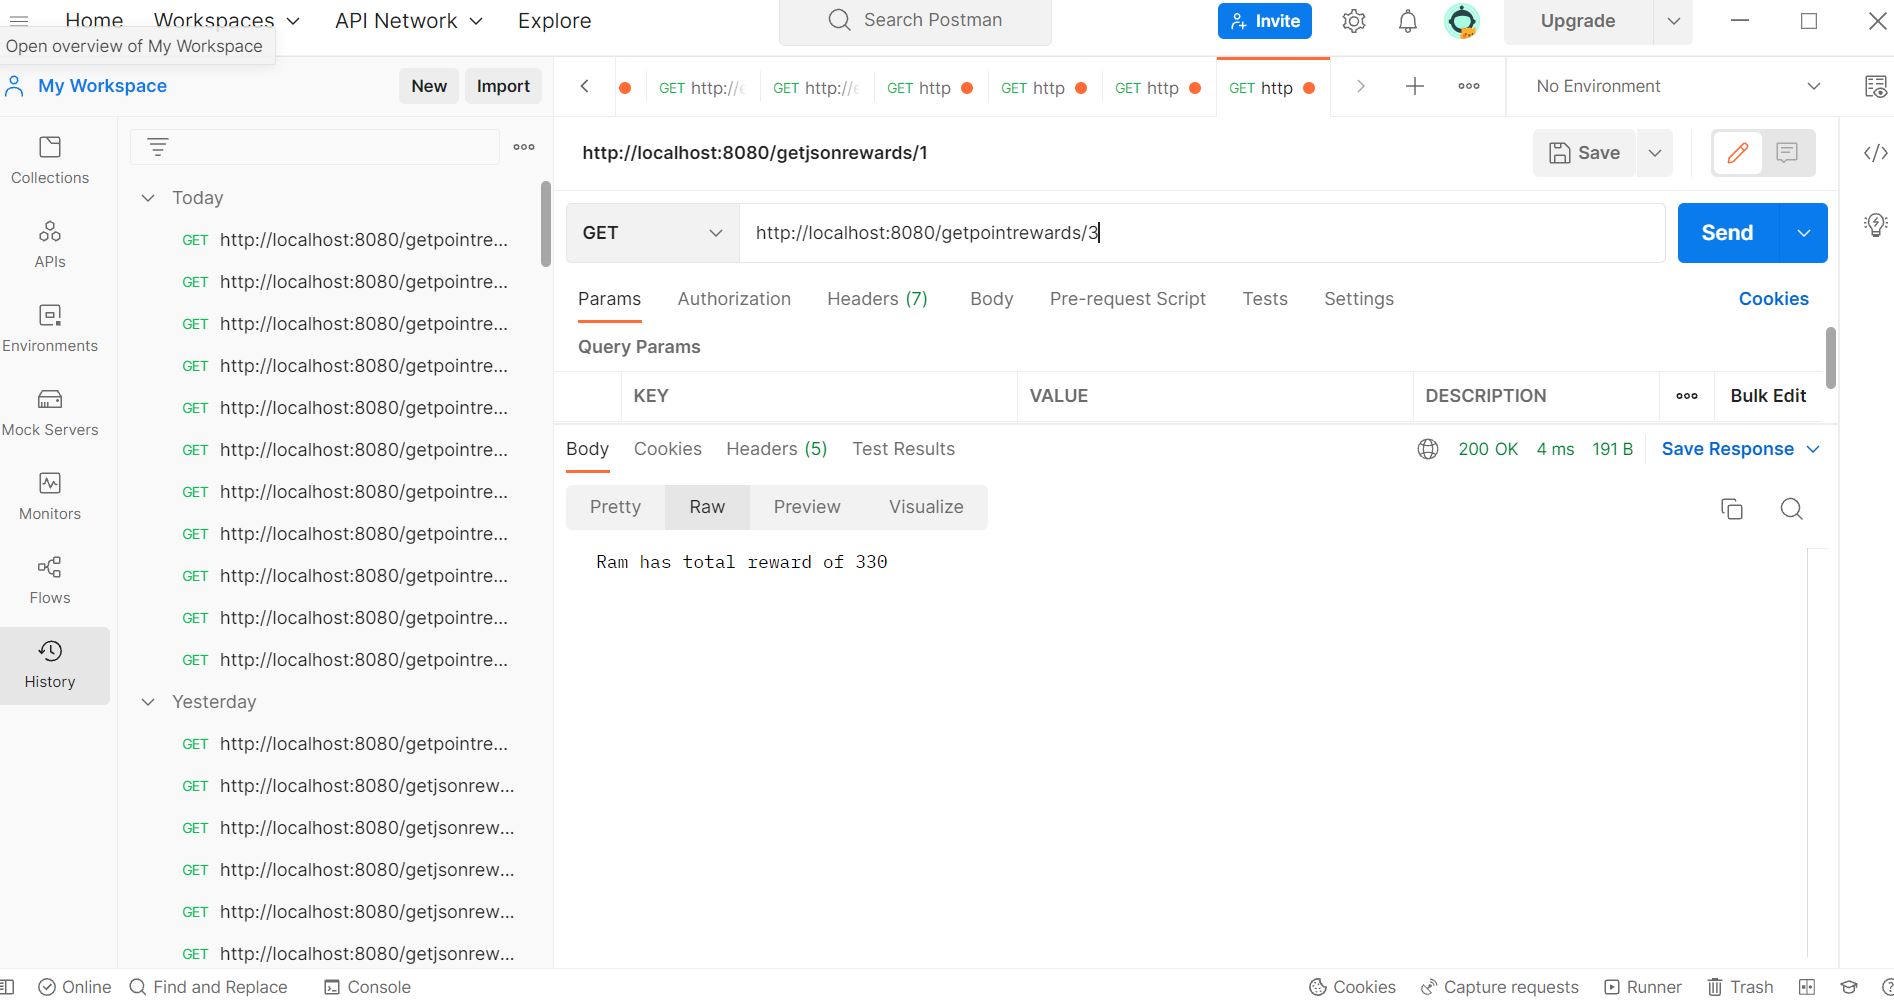 Home Workspaces API Network Explore Search Postman Invite Upgrade
Open overview of My Workspace
My Workspace New Import
GET http:// GET http:// GET http GET http GET http GET http No Environment
http://localhost:8080/getjsonrewards/1 Save
GET http://localhost:8080/getpointrewards/3 Send
Params Authorization Headers (7) Body Pre-request Script Tests Settings Cookies
Query Params
KEY VALUE DESCRIPTION Bulk Edit
Body Cookies Headers (5) Test Results 200 OK 4 ms 191 B Save Response
Pretty Raw Preview Visualize
Ram has total reward of 330
Collections
APIs
Environments
Mock Servers
Monitors
Flows
History
Today
GET http://localhost:8080/getpointre...
GET http://localhost:8080/getpointre...
GET http://localhost:8080/getpointre...
GET http://localhost:8080/getpointre...
GET http://localhost:8080/getpointre...
GET http://localhost:8080/getpointre...
GET http://localhost:8080/getpointre...
GET http://localhost:8080/getpointre...
GET http://localhost:8080/getpointre...
GET http://localhost:8080/getpointre...
GET http://localhost:8080/getpointre...
Yesterday
GET http://localhost:8080/getpointre...
GET http://localhost:8080/getjsonrew...
GET http://localhost:8080/getjsonrew...
GET http://localhost:8080/getjsonrew...
GET http://localhost:8080/getjsonrew...
GET http://localhost:8080/getjsonrew...
Online Find and Replace Console Cookies Capture requests Runner Trash